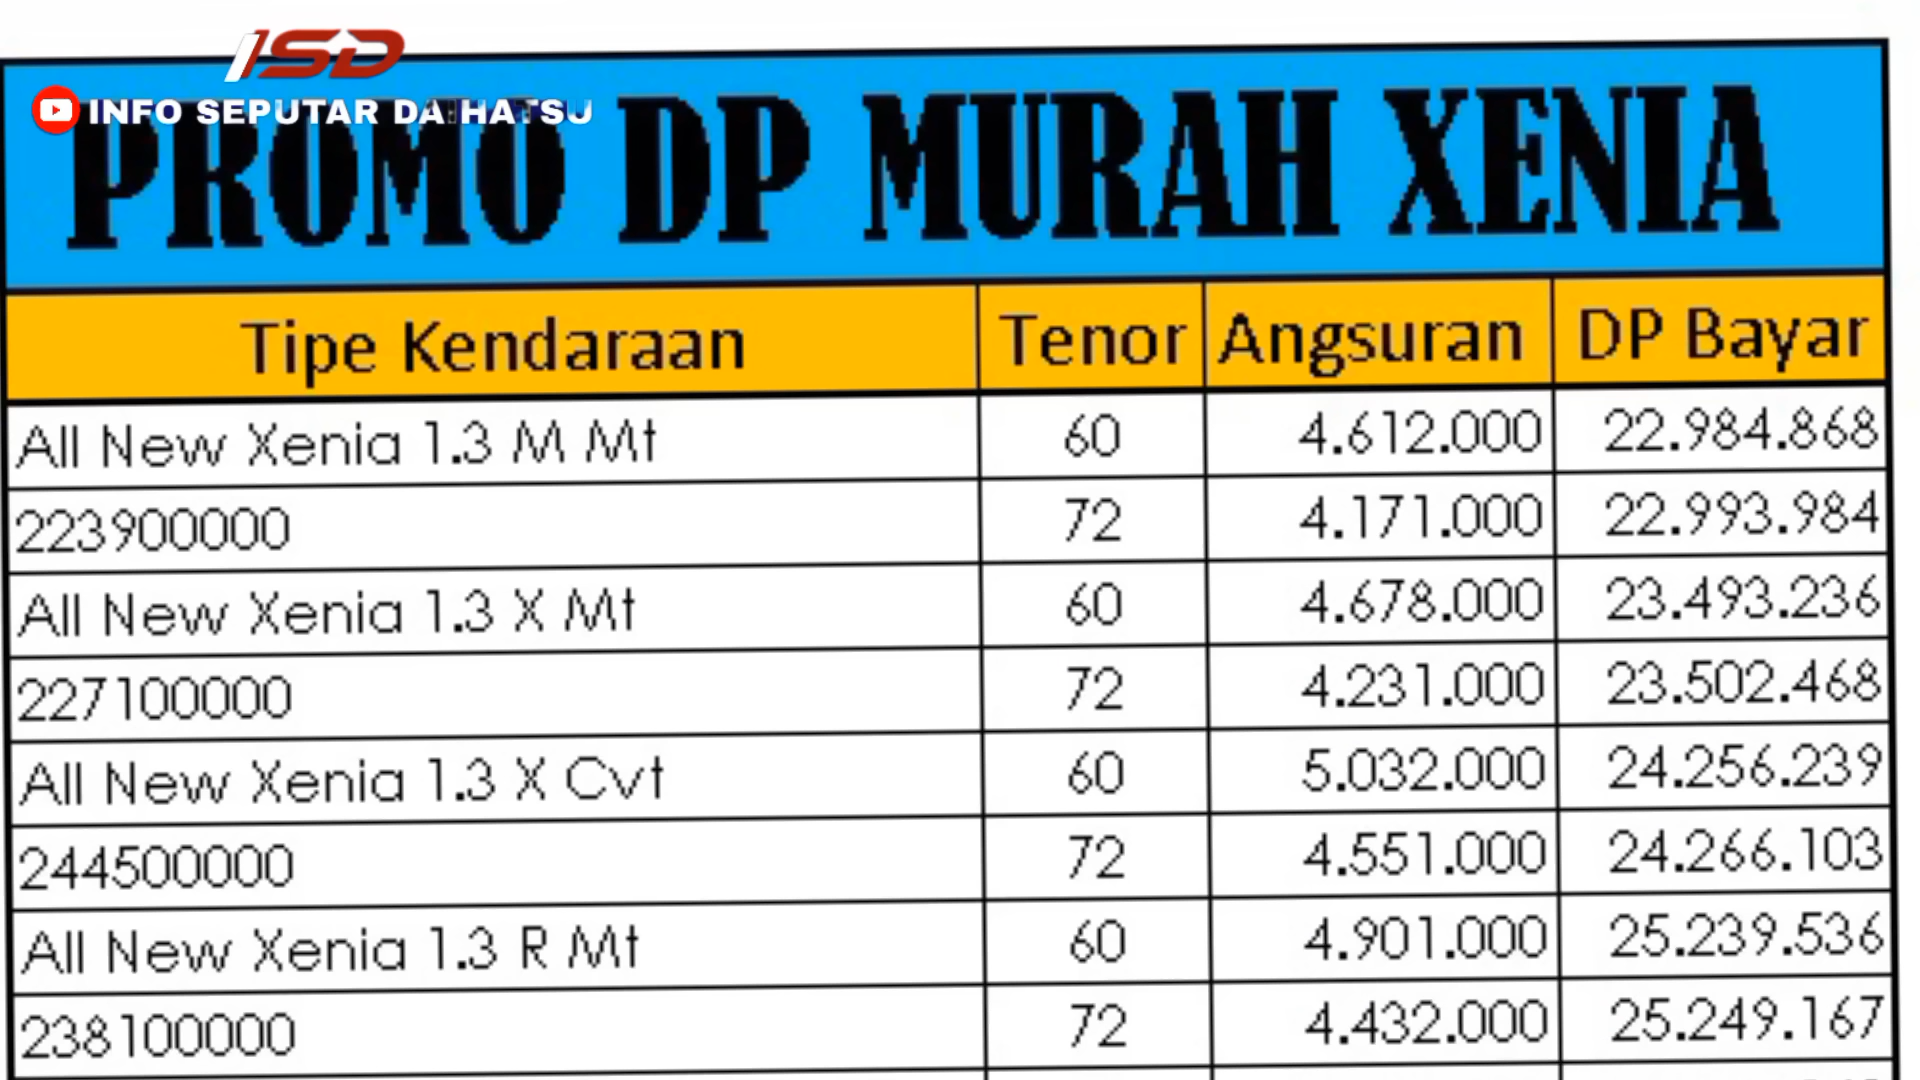 ISD
INFO SEPUTAR DAIHATSU
PROMO DP MURAH XENIA
Tipe Kendaraan Tenor Angsuran DP Bayar
All New Xenia 1.3 M Mt 60 4.612.000 22.984.868
223900000 72 4.171.000 22.993.984
All New Xenia 1.3 X Mt 60 4.678.000 23.493.236
227100000 72 4.231.000 23.502.468
All New Xenia 1.3 X Cvt 60 5.032.000 24.256.239
244500000 72 4.551.000 24.266.103
All New Xenia 1.3 R Mt 60 4.901.000 25.239.536
238100000 72 4.432.000 25.249.167